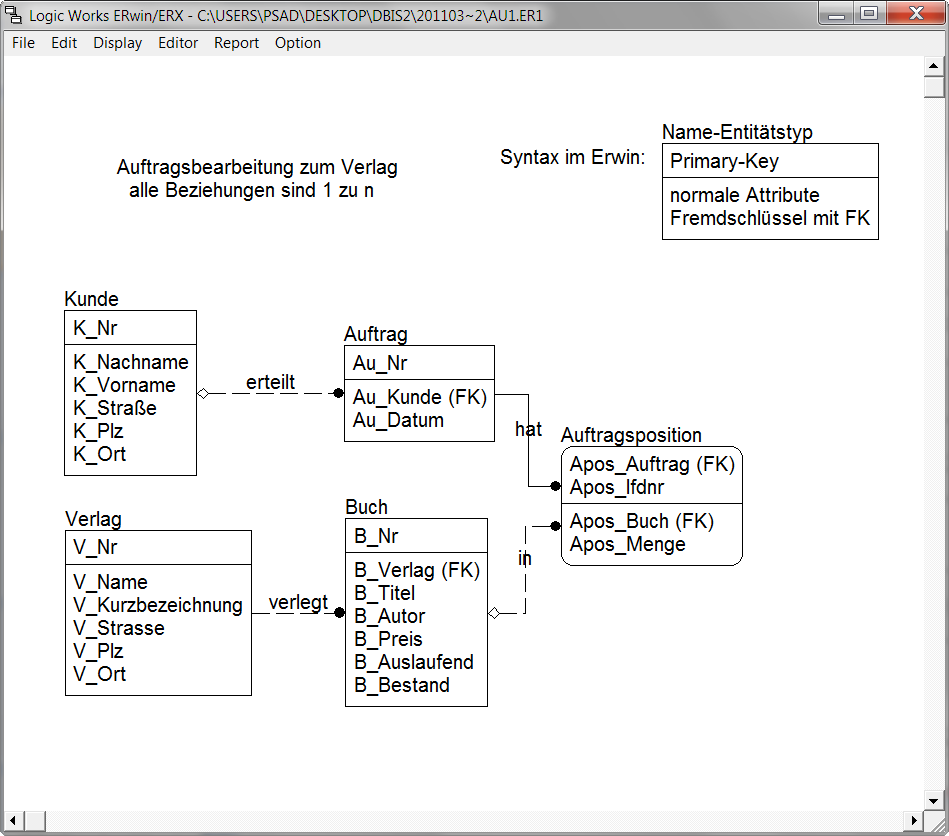 Logic Works ERwin/ERX - C:\USERS\PSAD\DESKTOP\DBIS2\201103~2\AU1.ER1
File Edit Display Editor Report Option
Auftragsbearbeitung zum Verlag
alle Beziehungen sind 1 zu n
Syntax im Erwin:
Name-Entitätstyp
Primary-Key
normale Attribute
Fremdschlüssel mit FK
Kunde
K_Nr
K_Nachname
K_Vorname
K_Straße
K_Plz
K_Ort
erteilt
Auftrag
Au_Nr
Au_Kunde (FK)
Au_Datum
hat
Auftragsposition
Apos_Auftrag (FK)
Apos_lfdnr
Apos_Buch (FK)
Apos_Menge
Verlag
V_Nr
V_Name
V_Kurzbezeichnung
V_Strasse
V_Plz
V_Ort
verlegt
Buch
B_Nr
B_Verlag (FK)
B_Titel
B_Autor
B_Preis
B_Auslaufend
B_Bestand
in